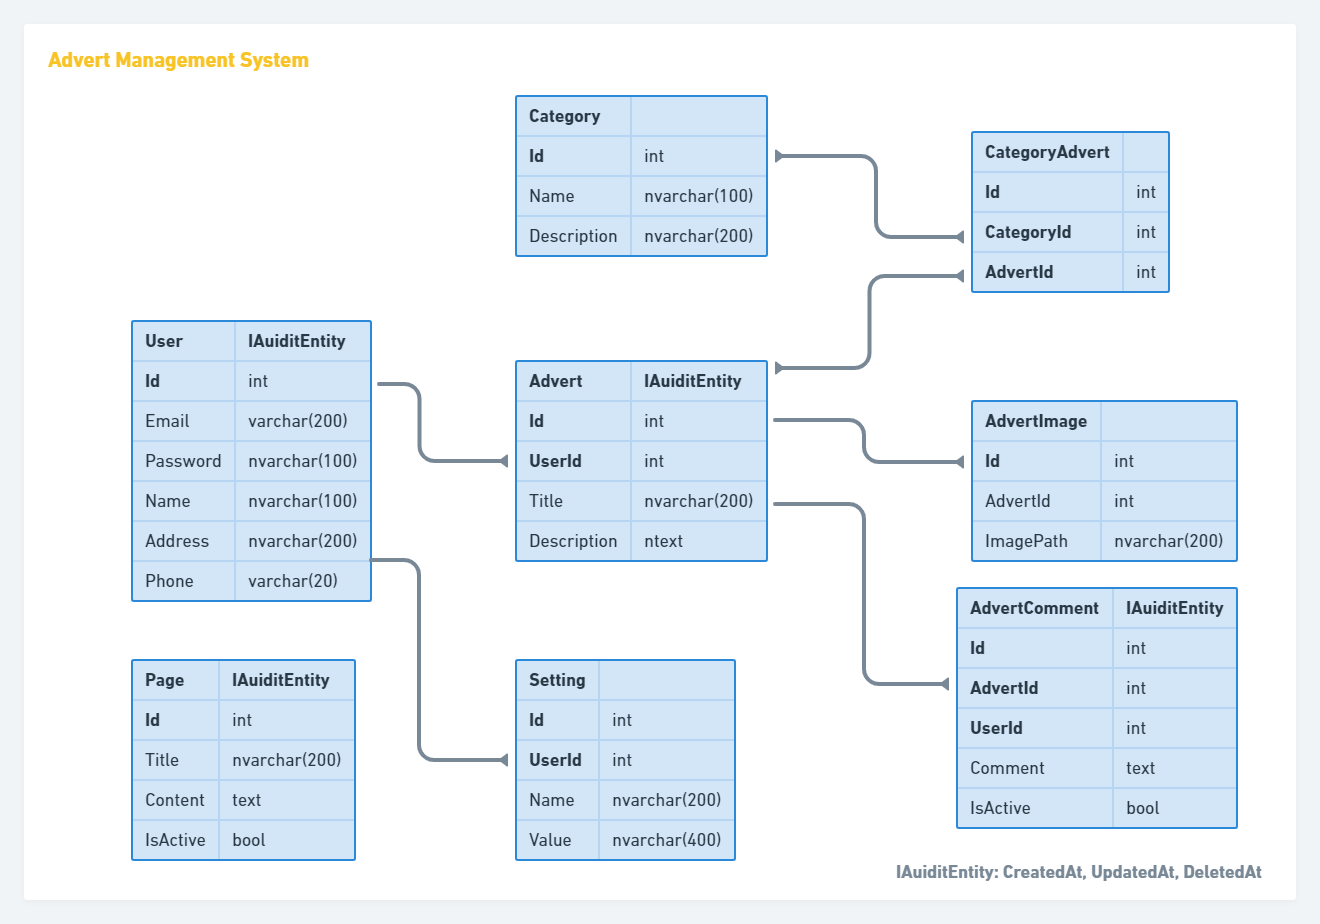 Advert Management System
Category
Id int
Name nvarchar(100)
Description nvarchar(200)
CategoryAdvert
Id int
CategoryId int
AdvertId int
User IAuiditEntity
Id int
Email varchar(200)
Password nvarchar(100)
Name nvarchar(100)
Address nvarchar(200)
Phone varchar(20)
Advert IAuiditEntity
Id int
UserId int
Title nvarchar(200)
Description ntext
AdvertImage
Id int
AdvertId int
ImagePath nvarchar(200)
Page IAuiditEntity
Id int
Title nvarchar(200)
Content text
IsActive bool
Setting
Id int
UserId int
Name nvarchar(200)
Value nvarchar(400)
AdvertComment IAuiditEntity
Id int
AdvertId int
UserId int
Comment text
IsActive bool
IAuiditEntity: CreatedAt, UpdatedAt, DeletedAt